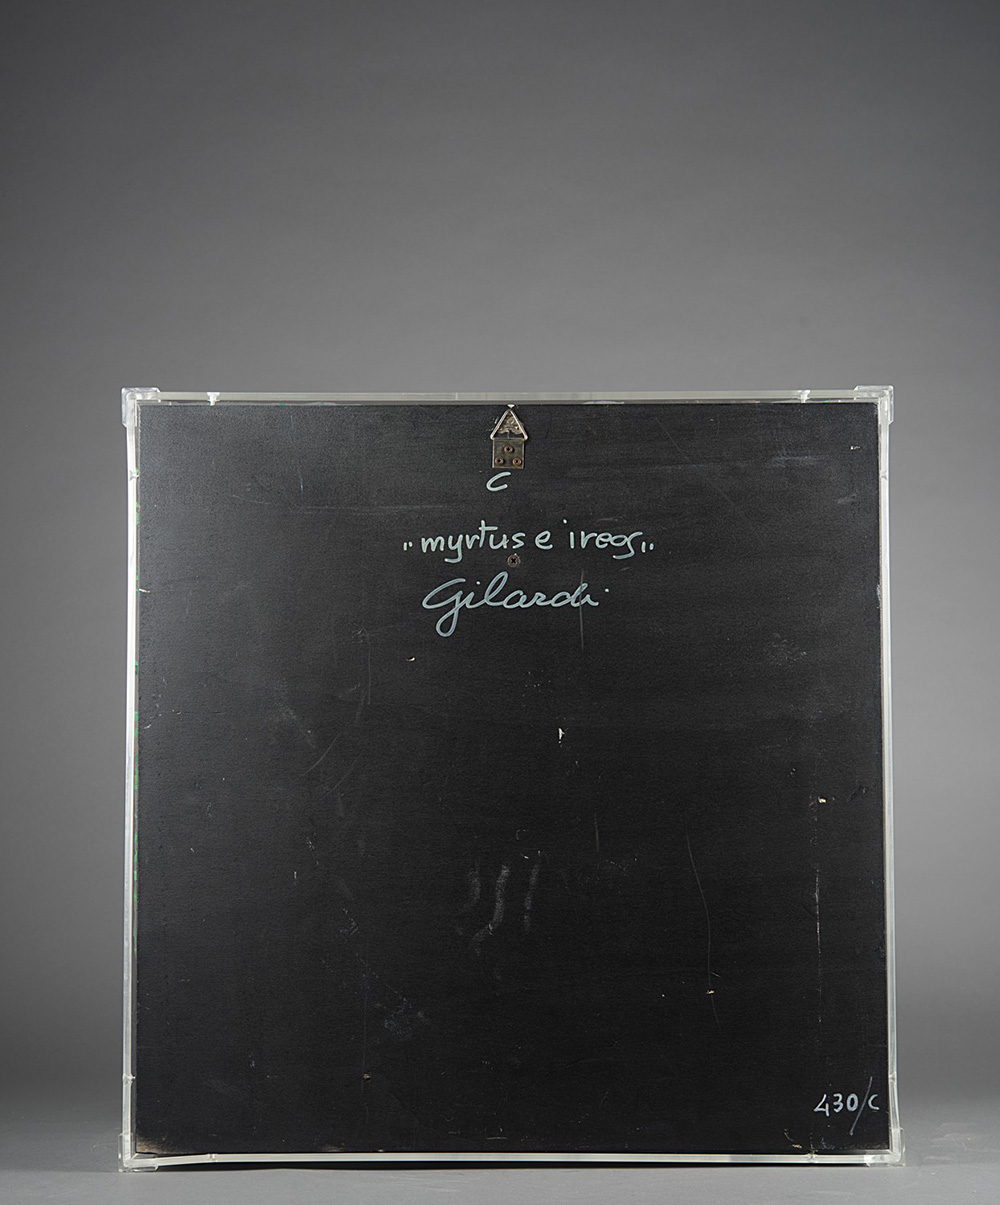 C
"myrtus e ireos"
Gilardi
430/C